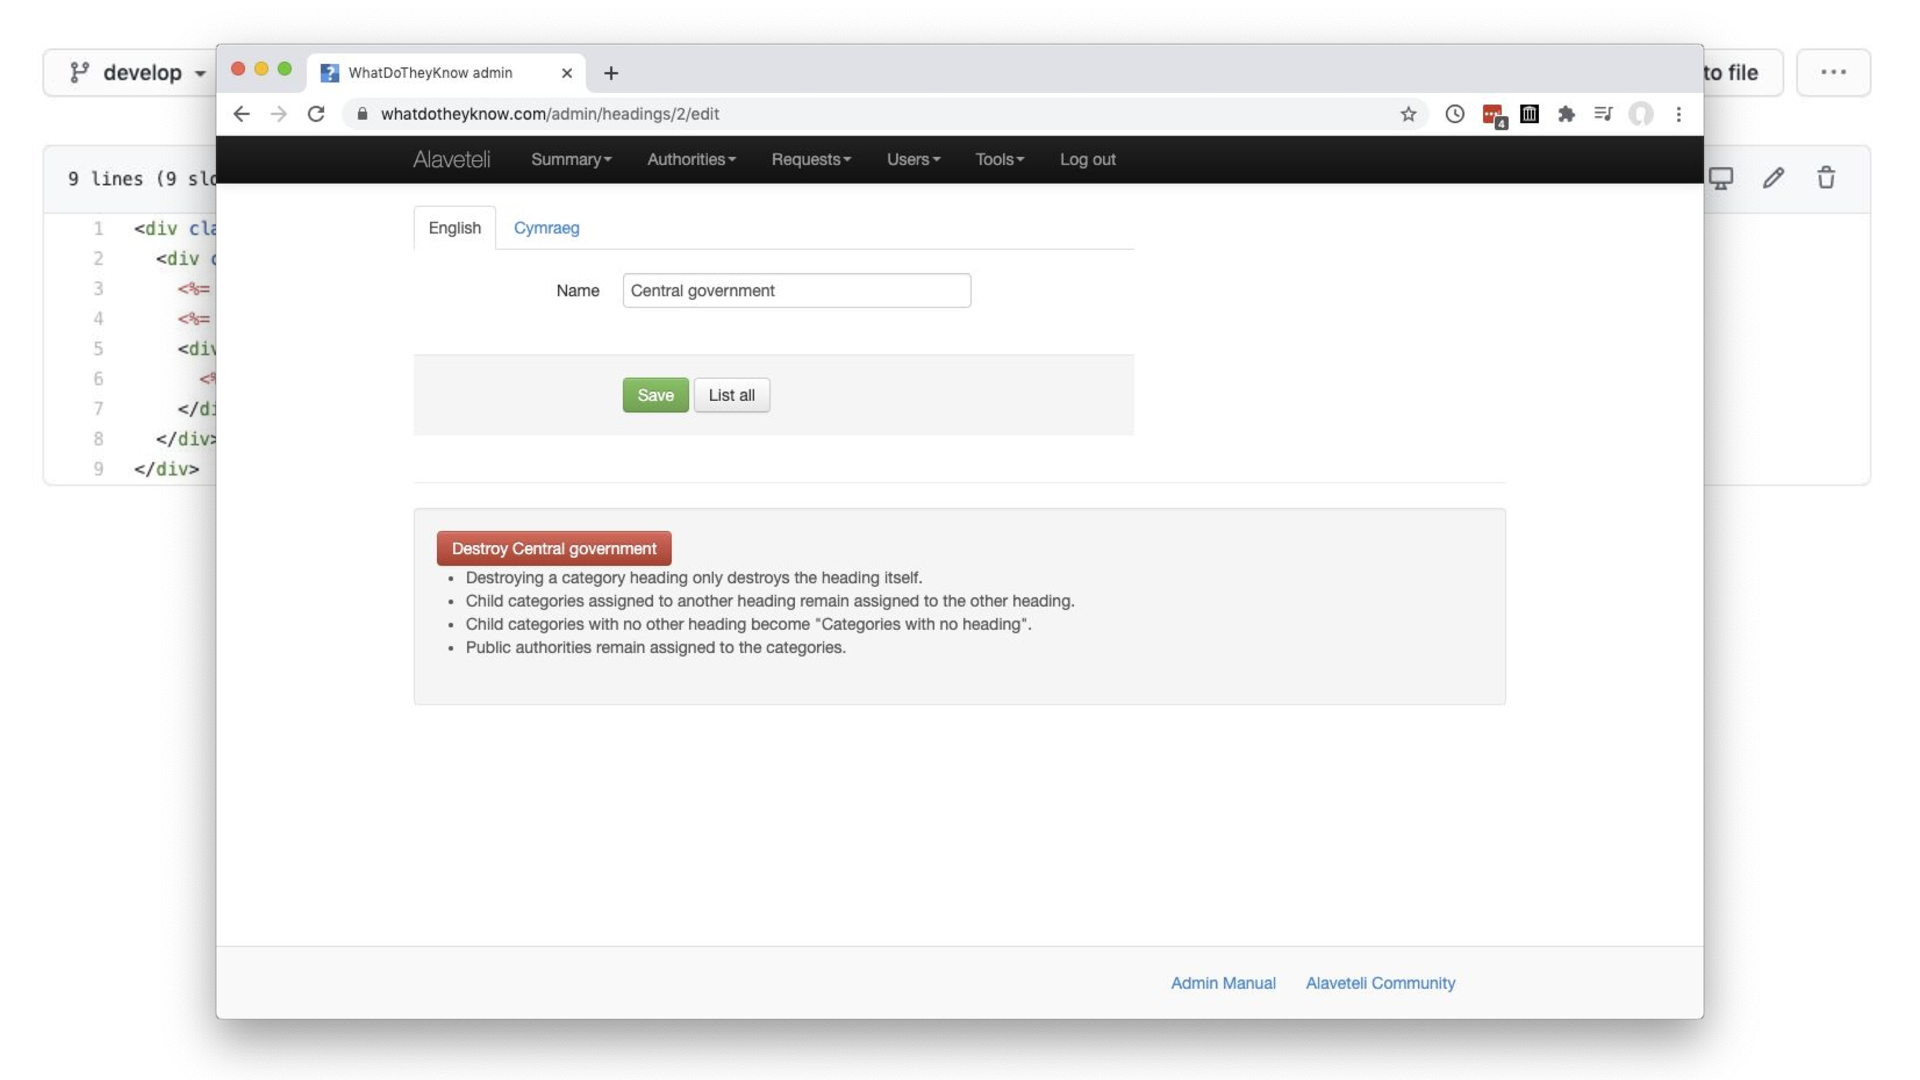 develop
WhatDoTheyKnow admin
to file
whatdotheyknow.com/admin/headings/2/edit
4
Alaveteli Summary Authorities Requests Users Tools Log out
9 lines (9 slo
English Cymraeg
1 <div cla
2 <div c
3 <%=
4 <%=
5 <div
6 <%
7 </di
8 </div>
9 </div>
Name Central government
Save List all
Destroy Central government
• Destroying a category heading only destroys the heading itself.
• Child categories assigned to another heading remain assigned to the other heading.
• Child categories with no other heading become "Categories with no heading".
• Public authorities remain assigned to the categories.
Admin Manual Alaveteli Community